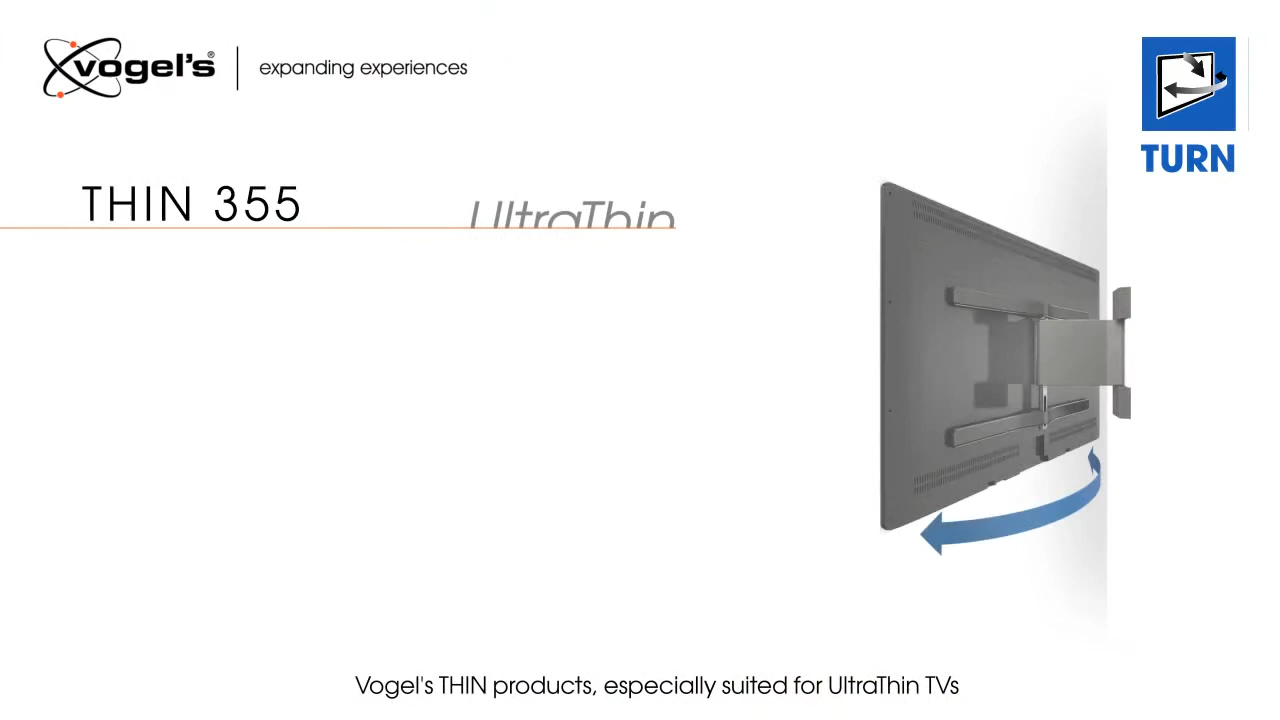 vogel's®
expanding experiences
TURN
THIN 355
UltraThin
Vogel's THIN products, especially suited for UltraThin TVs